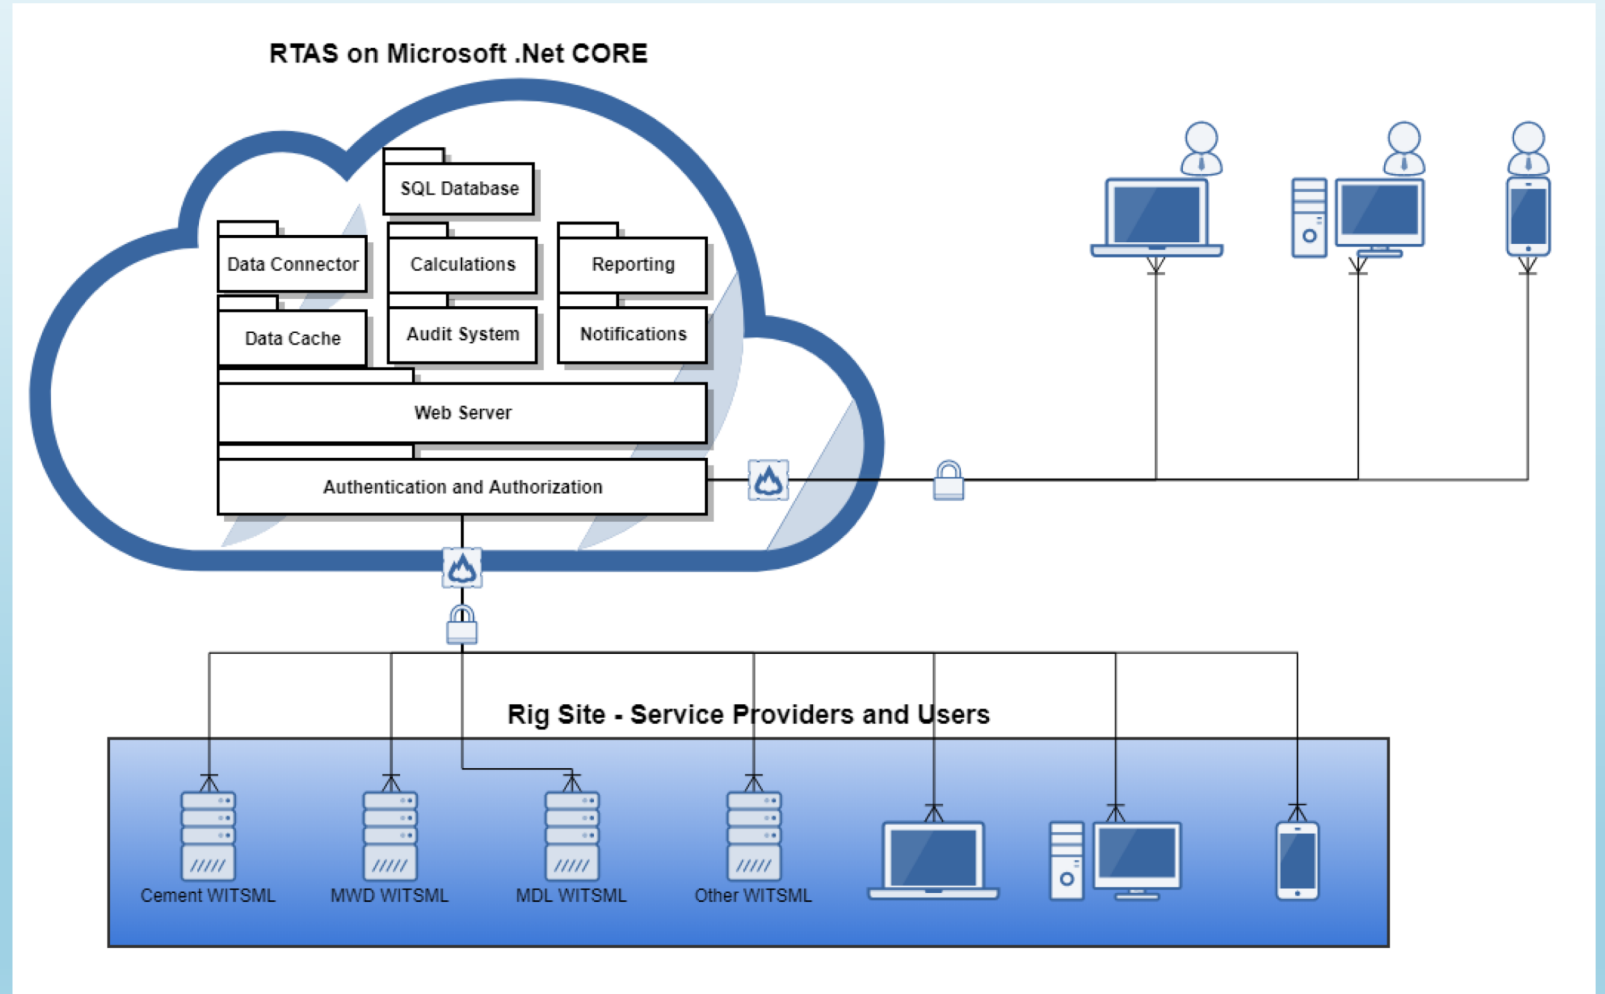 RTAS on Microsoft .Net CORE
SQL Database
Data Connector
Calculations
Reporting
Data Cache
Audit System
Notifications
Web Server
Authentication and Authorization
Rig Site - Service Providers and Users
Cement WITSML
MWD WITSML
MDL WITSML
Other WITSML